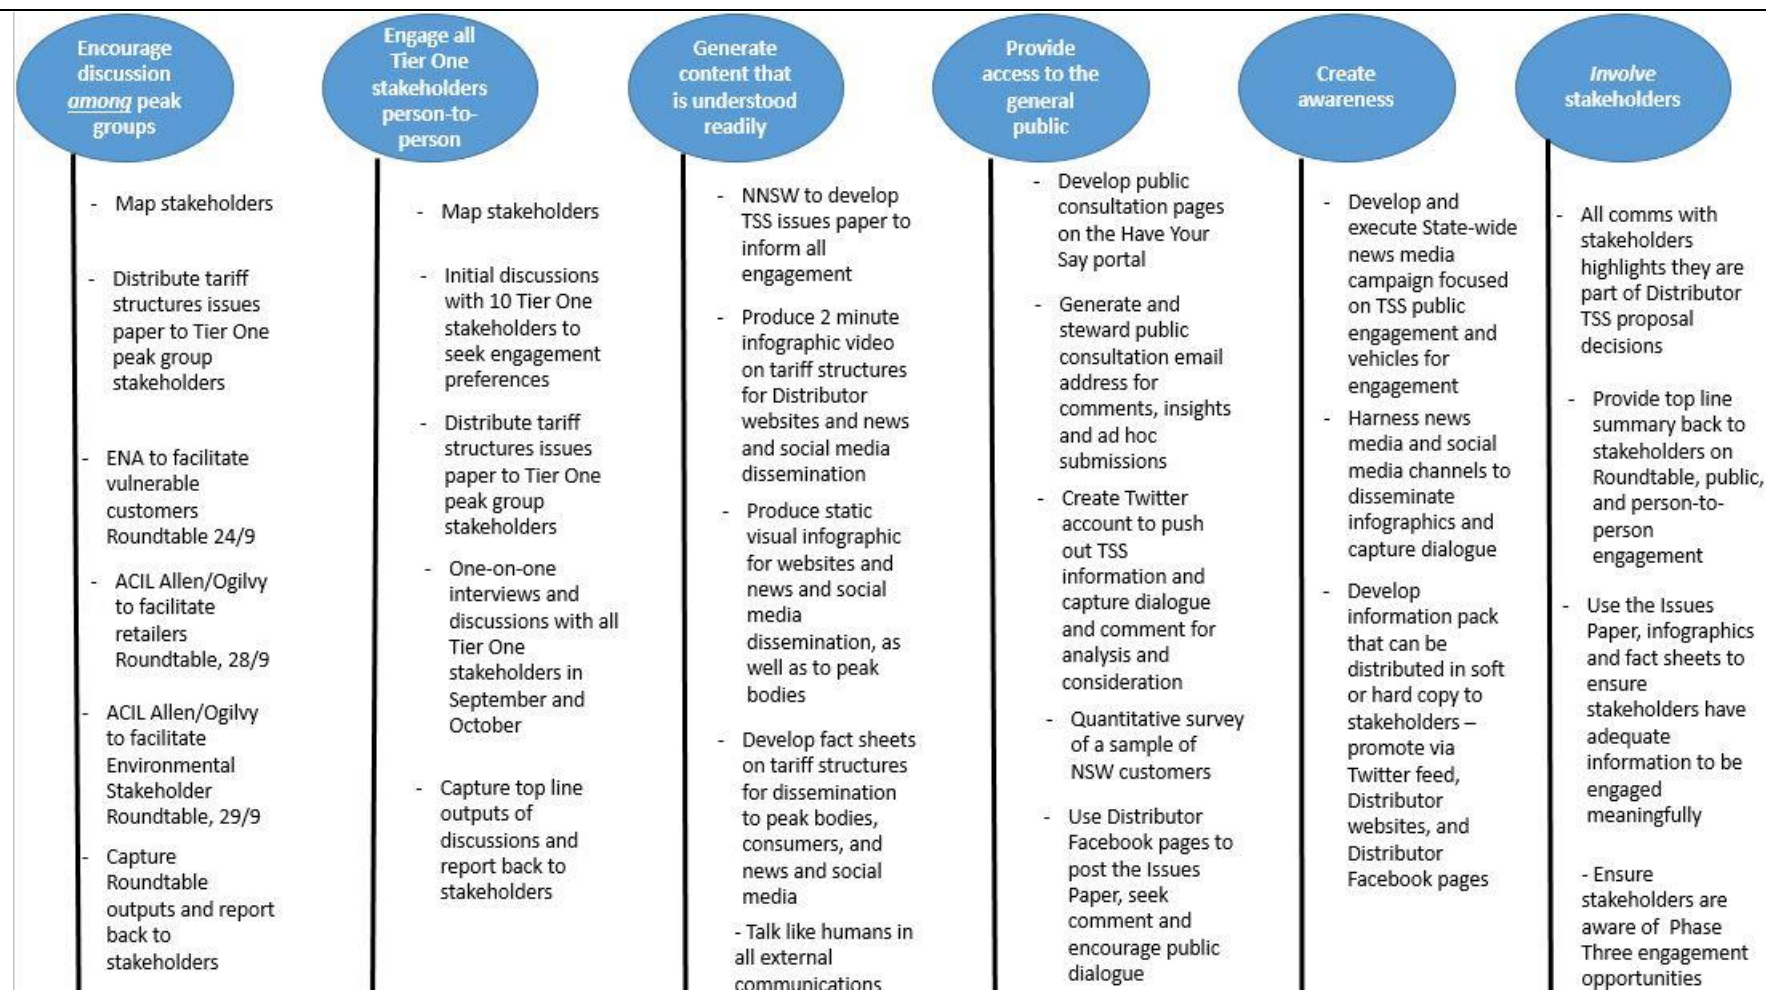 Encourage
discussion
among peak
groups
- Map stakeholders
- Distribute tariff
structures issues
paper to Tier One
peak group
stakeholders
- ENA to facilitate
vulnerable
customers
Roundtable 24/9
- ACIL Allen/Ogilvy
to facilitate
retailers
Roundtable, 28/9
- ACIL Allen/Ogilvy
to facilitate
Environmental
Stakeholder
Roundtable, 29/9
- Capture
Roundtable
outputs and report
back to
stakeholders
Engage all
Tier One
stakeholders
person-to-
person
- Map stakeholders
- Initial discussions
with 10 Tier One
stakeholders to
seek engagement
preferences
- Distribute tariff
structures issues
paper to Tier One
peak group
stakeholders
- One-on-one
interviews and
discussions with all
Tier One
stakeholders in
September and
October
- Capture top line
outputs of
discussions and
report back to
stakeholders
Generate
content that
is understood
readily
- NNSW to develop
TSS issues paper to
inform all
engagement
- Produce 2 minute
infographic video
on tariff structures
for Distributor
websites and news
and social media
dissemination
- Produce static
visual infographic
for websites and
news and social
media
dissemination, as
well as to peak
bodies
- Develop fact sheets
on tariff structures
for dissemination
to peak bodies,
consumers, and
news and social
media
- Talk like humans in
all external
communications
Provide
access to the
general
public
- Develop public
consultation pages
on the Have Your
Say portal
- Generate and
steward public
consultation email
address for
comments, insights
and ad hoc
submissions
- Create Twitter
account to push
out TSS
information and
capture dialogue
and comment for
analysis and
consideration
- Quantitative survey
of a sample of
NSW customers
- Use Distributor
Facebook pages to
post the Issues
Paper, seek
comment and
encourage public
dialogue
Create
awareness
- Develop and
execute State-wide
news media
campaign focused
on TSS public
engagement and
vehicles for
engagement
- Harness news
media and social
media channels to
disseminate
infographics and
capture dialogue
- Develop
information pack
that can be
distributed in soft
or hard copy to
stakeholders –
promote via
Twitter feed,
Distributor
websites, and
Distributor
Facebook pages
Involve
stakeholders
- All comms with
stakeholders
highlights they are
part of Distributor
TSS proposal
decisions
- Provide top line
summary back to
stakeholders on
Roundtable, public,
and person-to-
person
engagement
- Use the Issues
Paper, infographics
and fact sheets to
ensure
stakeholders have
adequate
information to be
engaged
meaningfully
- Ensure
stakeholders are
aware of Phase
Three engagement
opportunities